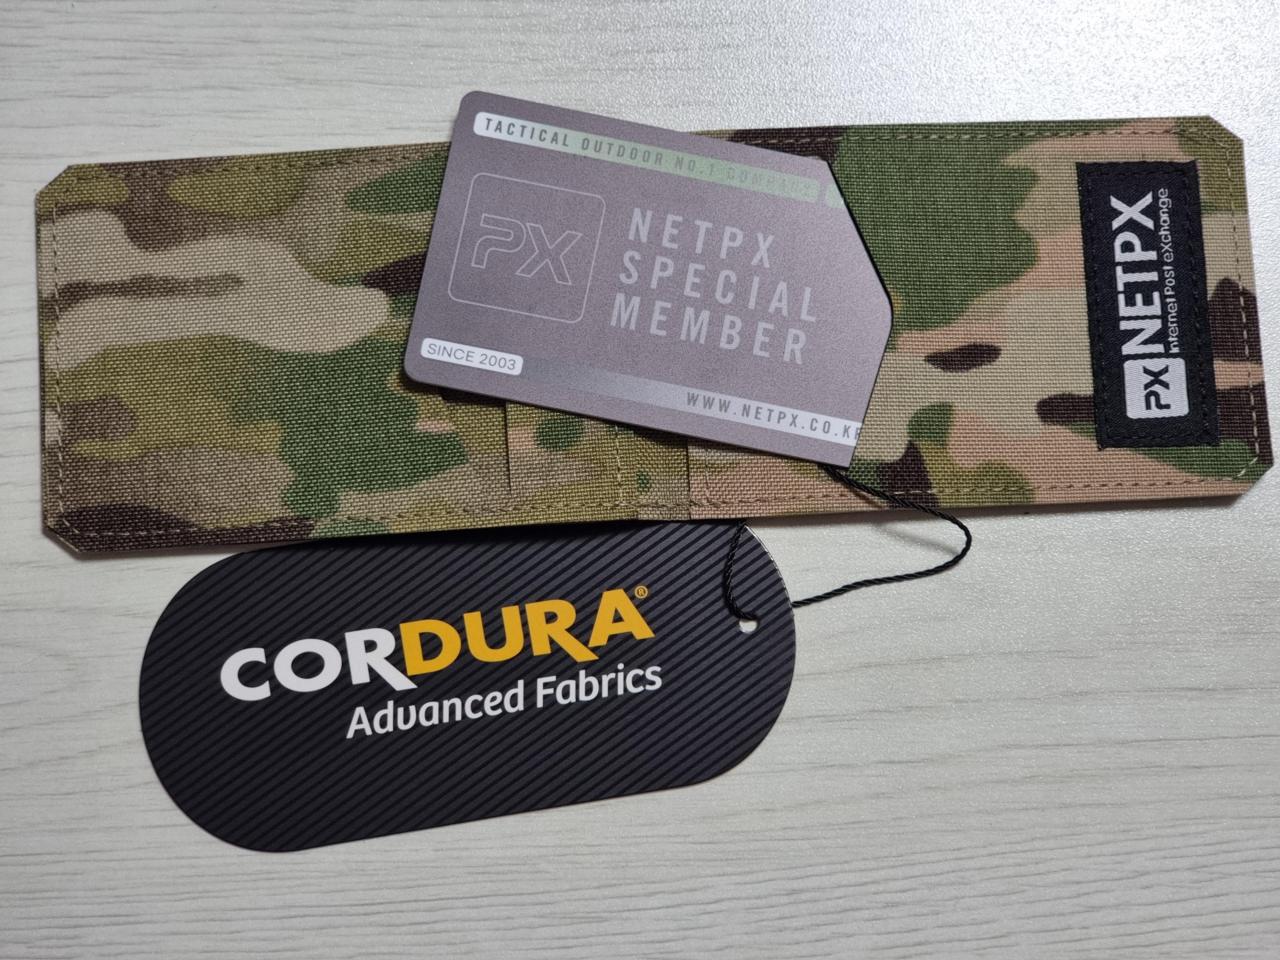 TACTICAL OUTDOOR NO.1 COMPANY
PX
NETPX
SPECIAL
MEMBER
SINCE 2003
WWW.NETPX.CO.KR
PX NETPX
Internet Post eXchange
CORDURA®
Advanced Fabrics